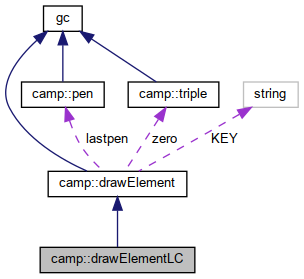 gc
camp::pen
camp::triple
string
lastpen
zero
KEY
camp::drawElement
camp::drawElementLC